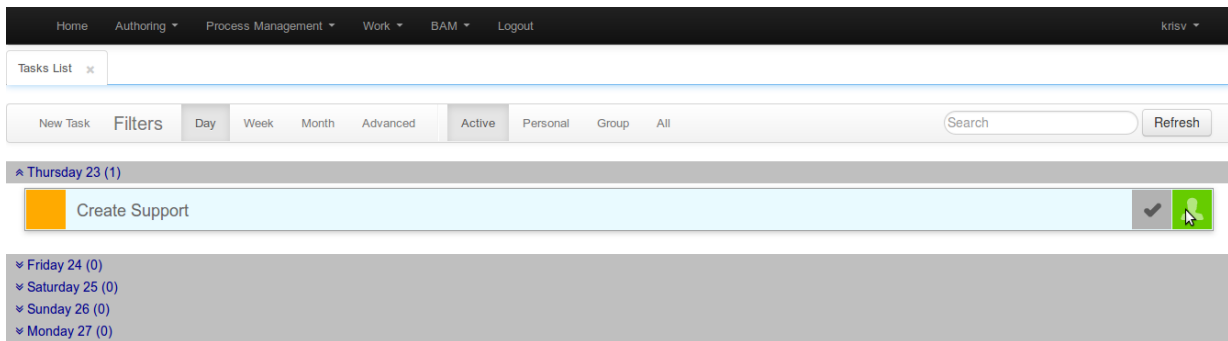 Home Authoring Process Management Work BAM Logout krisv
Tasks List
New Task Filters Day Week Month Advanced Active Personal Group All Search Refresh
Thursday 23 (1)
Create Support
Friday 24 (0)
Saturday 25 (0)
Sunday 26 (0)
Monday 27 (0)